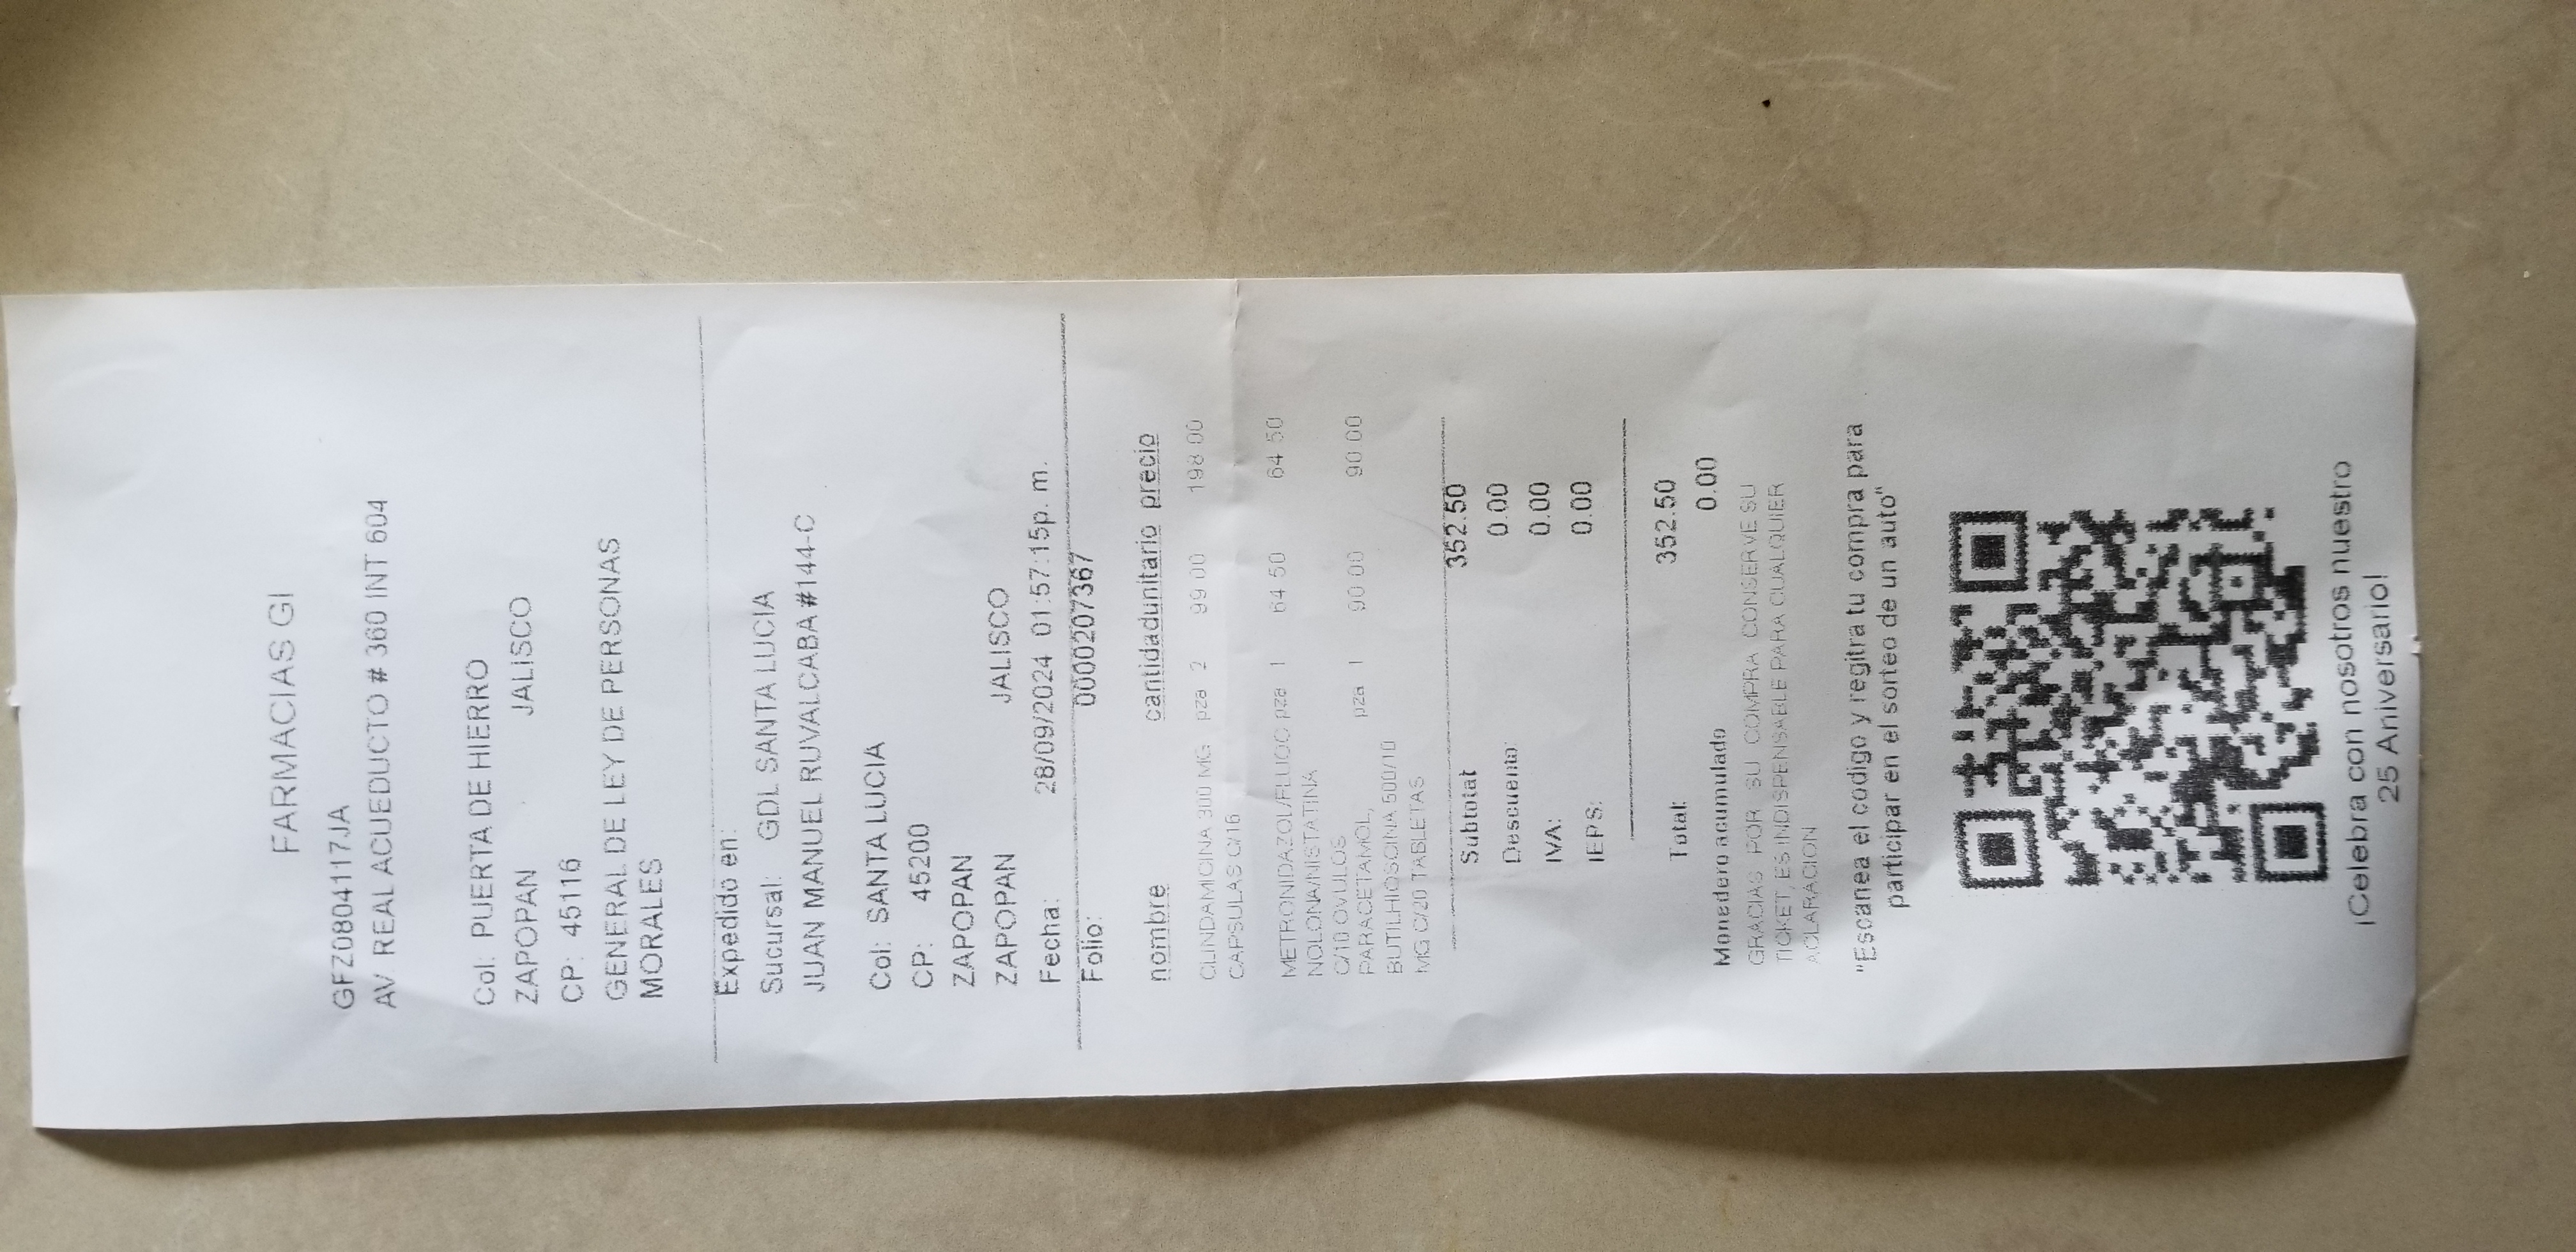 FARMACIAS GI
GFZ0804117JA
AV. REAL ACUEDUCTO # 360 INT 604
Col: PUERTA DE HIERRO
ZAPOPAN JALISCO
CP: 45116
GENERAL DE LEY DE PERSONAS
MORALES
Expedido en:
Sucursal: GDL SANTA LUCIA
JUAN MANUEL RUVALCABA #144-C
Col: SANTA LUCIA
CP: 45200
ZAPOPAN
ZAPOPAN JALISCO
Fecha: 28/09/2024 01:57:15p. m.
Folio: 0000207367
nombre cantidadunitario precio
CLINDAMICINA 300 MG pza 2 99 00 198 00
CAPSULAS C/16
METRONIDAZOL/FLUOC pza 1 64 50 64 50
NOLONA/NISTATINA
C/10 OVULOS
PARACETAMOL, pza 1 90 00 90 00
BUTILHIOSCINA 500/10
MG C/20 TABLETAS
Subtotal 352.50
Descuento: 0.00
IVA: 0.00
IEPS: 0.00
Total: 352.50
Monedero acumulado 0.00
GRACIAS POR SU COMPRA CONSERVE SU
TICKET, ES INDISPENSABLE PARA CUALQUIER
ACLARACION
"Escanea el codigo y regitra tu compra para
participar en el sorteo de un auto"
¡Celebra con nosotros nuestro
25 Aniversario!